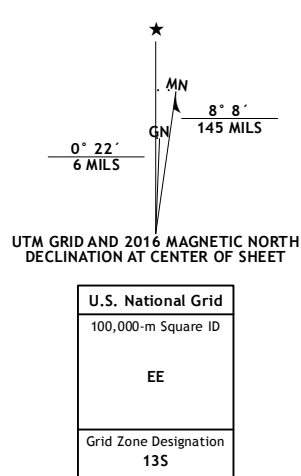 ★
MN
GN
8° 8´
145 MILS
0° 22´
6 MILS
UTM GRID AND 2016 MAGNETIC NORTH
DECLINATION AT CENTER OF SHEET
U.S. National Grid
100,000-m Square ID
EE
Grid Zone Designation
13S